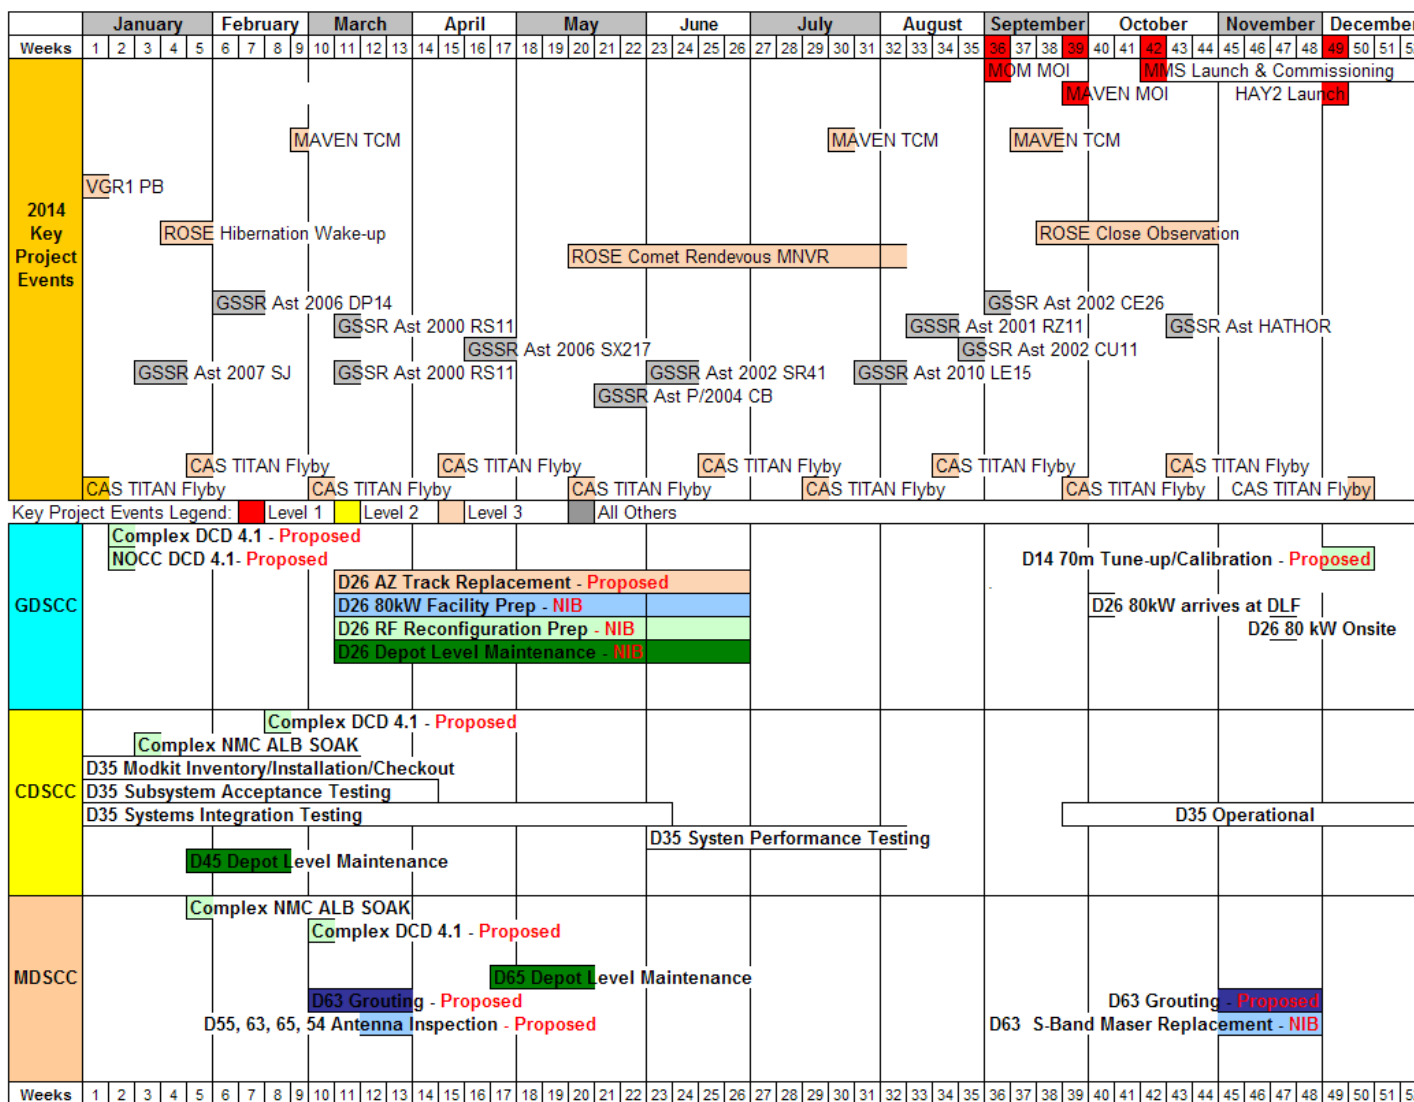 January February March April May June July August September October November December
Weeks 1 2 3 4 5 6 7 8 9 10 11 12 13 14 15 16 17 18 19 20 21 22 23 24 25 26 27 28 29 30 31 32 33 34 35 36 37 38 39 40 41 42 43 44 45 46 47 48 49 50 51
MOM MOI MMS Launch & Commissioning
MAVEN MOI HAY2 Launch
MAVEN TCM MAVEN TCM MAVEN TCM
VGR1 PB
2014
Key
Project
Events
ROSE Hibernation Wake-up ROSE Close Observation
ROSE Comet Rendevous MNVR
GSSR Ast 2006 DP14 GSSR Ast 2002 CE26
GSSR Ast 2000 RS11 GSSR Ast 2001 RZ11 GSSR Ast HATHOR
GSSR Ast 2006 SX217 GSSR Ast 2002 CU11
GSSR Ast 2007 SJ GSSR Ast 2000 RS11 GSSR Ast 2002 SR41 GSSR Ast 2010 LE15
GSSR Ast P/2004 CB
CAS TITAN Flyby CAS TITAN Flyby CAS TITAN Flyby CAS TITAN Flyby CAS TITAN Flyby
CAS TITAN Flyby CAS TITAN Flyby CAS TITAN Flyby CAS TITAN Flyby CAS TITAN Flyby CAS TITAN Flyby
Key Project Events Legend: Level 1 Level 2 Level 3 All Others
GDSCC
Complex DCD 4.1 - Proposed
NOCC DCD 4.1- Proposed D14 70m Tune-up/Calibration - Proposed
D26 AZ Track Replacement - Proposed
D26 80kW Facility Prep - NIB D26 80kW arrives at DLF
D26 RF Reconfiguration Prep - NIB D26 80 kW Onsite
D26 Depot Level Maintenance - NIB
CDSCC
Complex DCD 4.1 - Proposed
Complex NMC ALB SOAK
D35 Modkit Inventory/Installation/Checkout
D35 Subsystem Acceptance Testing
D35 Systems Integration Testing D35 Operational
D35 Systen Performance Testing
D45 Depot Level Maintenance
MDSCC
Complex NMC ALB SOAK
Complex DCD 4.1 - Proposed
D65 Depot Level Maintenance
D63 Grouting - Proposed D63 Grouting - Proposed
D55, 63, 65, 54 Antenna Inspection - Proposed D63 S-Band Maser Replacement - NIB
Weeks 1 2 3 4 5 6 7 8 9 10 11 12 13 14 15 16 17 18 19 20 21 22 23 24 25 26 27 28 29 30 31 32 33 34 35 36 37 38 39 40 41 42 43 44 45 46 47 48 49 50 51